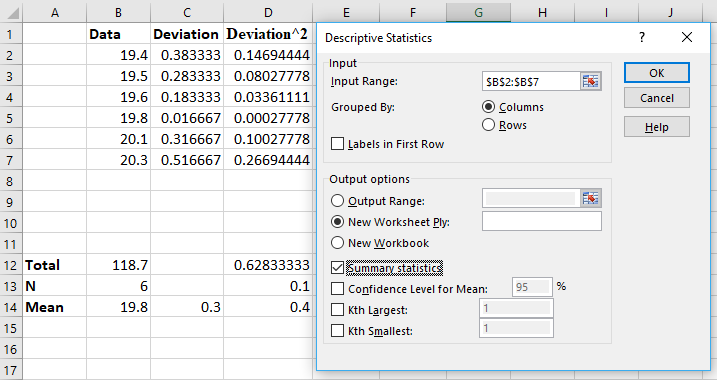 A B C D E F G H I J
1 Data Deviation Deviation^2
2 19.4 0.383333 0.14694444
3 19.5 0.283333 0.08027778
4 19.6 0.183333 0.03361111
5 19.8 0.016667 0.00027778
6 20.1 0.316667 0.10027778
7 20.3 0.516667 0.26694444
8
9
10
11
12 Total 118.7 0.62833333
13 N 6 0.1
14 Mean 19.8 0.3 0.4
15
16
17
Descriptive Statistics ? ×
Input
Input Range: $B$2:$B$7 OK
Grouped By: Columns Cancel
Rows Help
Labels in First Row
Output options
Output Range:
New Worksheet Ply:
New Workbook
Summary statistics
Confidence Level for Mean: 95 %
Kth Largest: 1
Kth Smallest: 1